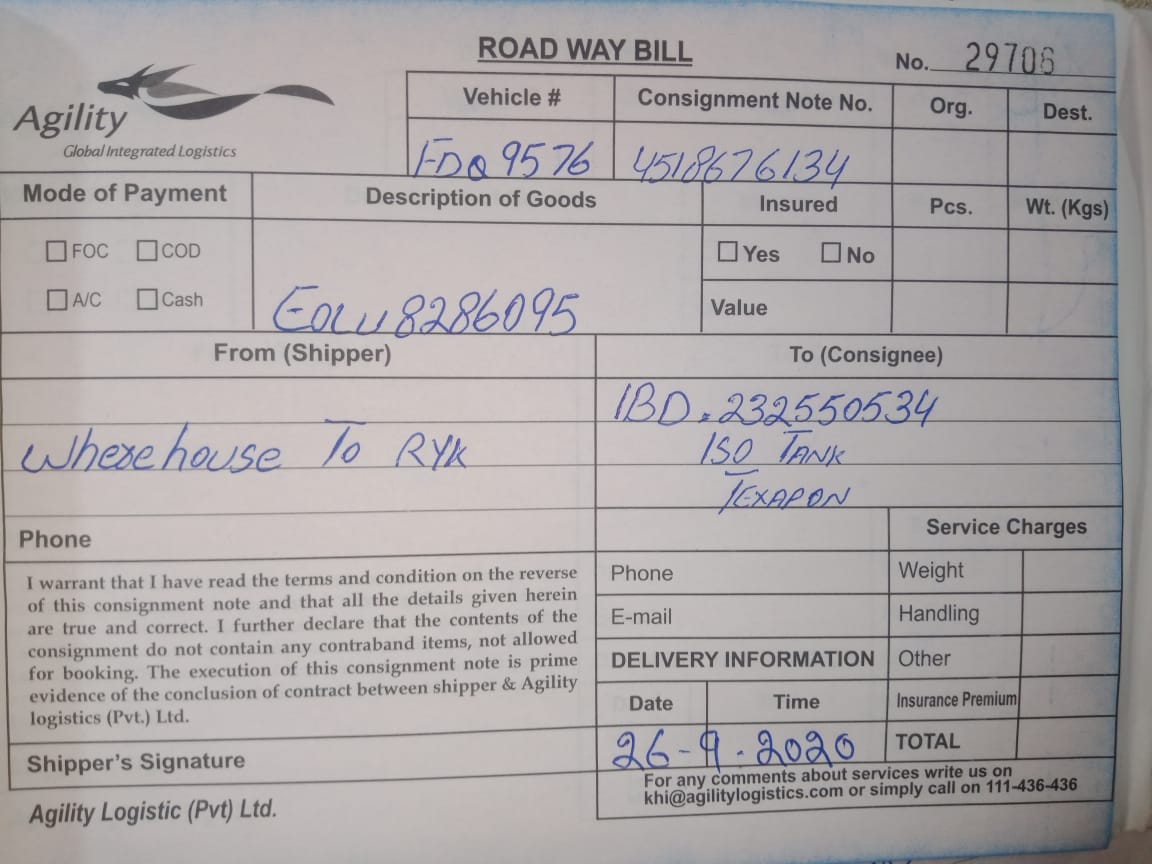 ROAD WAY BILL
No. 29706
Agility
Global Integrated Logistics
Vehicle # Consignment Note No. Org. Dest.
4518676134
Mode of Payment Description of Goods Insured Pcs. Wt. (Kgs)
FOC COD Yes No
A/C Cash Value
EOLU 8286095
From (Shipper) To (Consignee)
IBD. 232550534
Wherehouse To RYK ISO TANK
TEXAPON
Phone Service Charges
I warrant that I have read the terms and condition on the reverse
of this consignment note and that all the details given herein
are true and correct. I further declare that the contents of the
consignment do not contain any contraband items, not allowed
for booking. The execution of this consignment note is prime
evidence of the conclusion of contract between shipper & Agility
logistics (Pvt.) Ltd.
Phone Weight
E-mail Handling
DELIVERY INFORMATION Other
Date Time Insurance Premium
26-9.2020 TOTAL
Shipper's Signature
For any comments about services write us on
khi@agilitylogistics.com or simply call on 111-436-436
Agility Logistic (Pvt) Ltd.